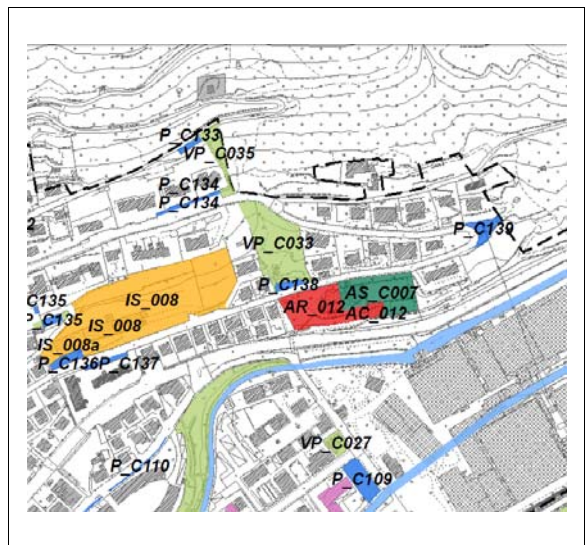 P_C133
VP_C035
P_C134
P_C134
2
VP_C033
P_C139
P_C138
IS_008
AS_C007
AR_012
AC_012
C135
P_C135
IS_008
IS_008a
P_C136P_C137
VP_C027
P_C110
P_C109